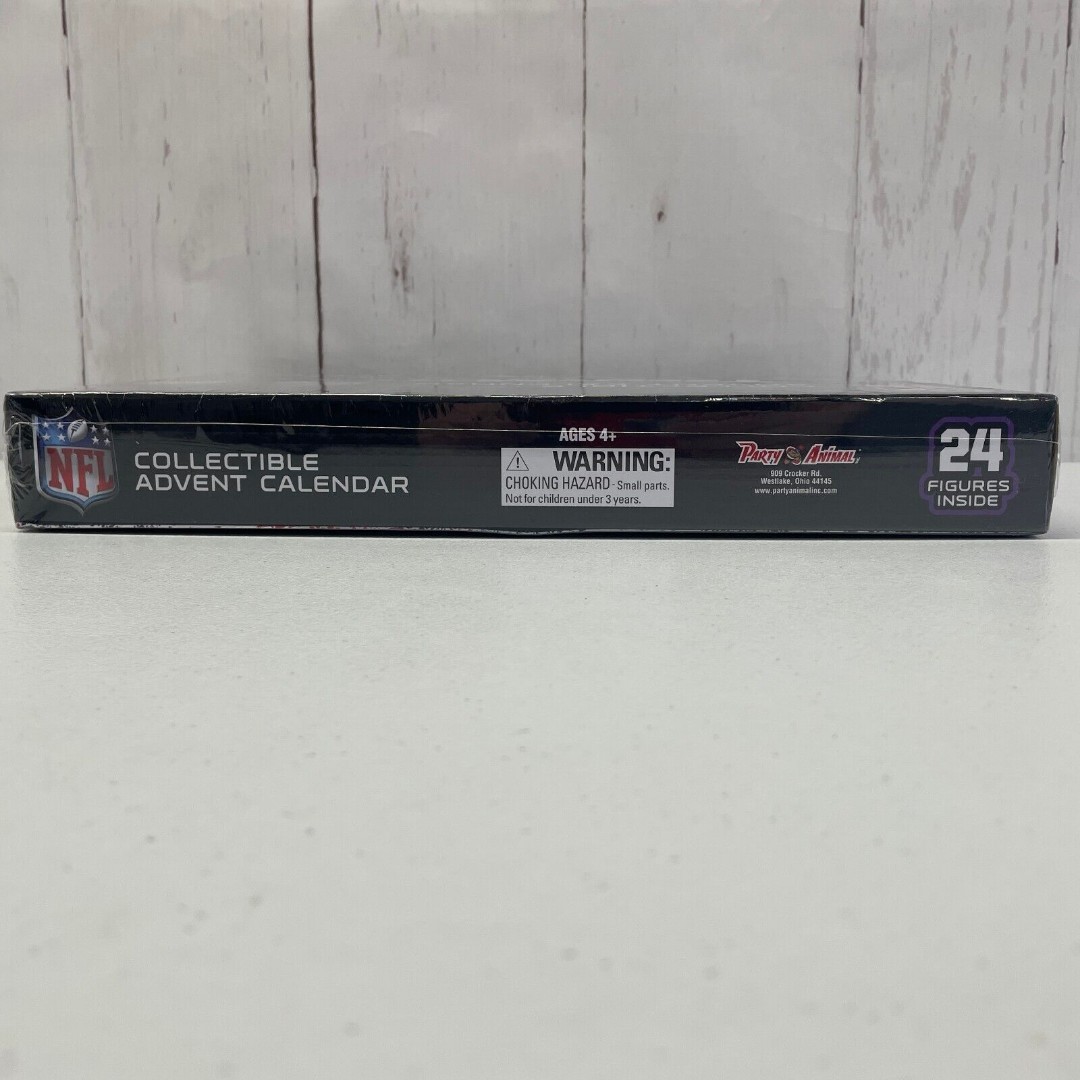 NFL
COLLECTIBLE
ADVENT CALENDAR
AGES 4+
WARNING:
CHOKING HAZARD - Small parts.
Not for children under 3 years.
PARTY ANIMAL
909 Crocker Rd.
Westlake, Ohio 44145
www.partyanimalinc.com
24
FIGURES
INSIDE